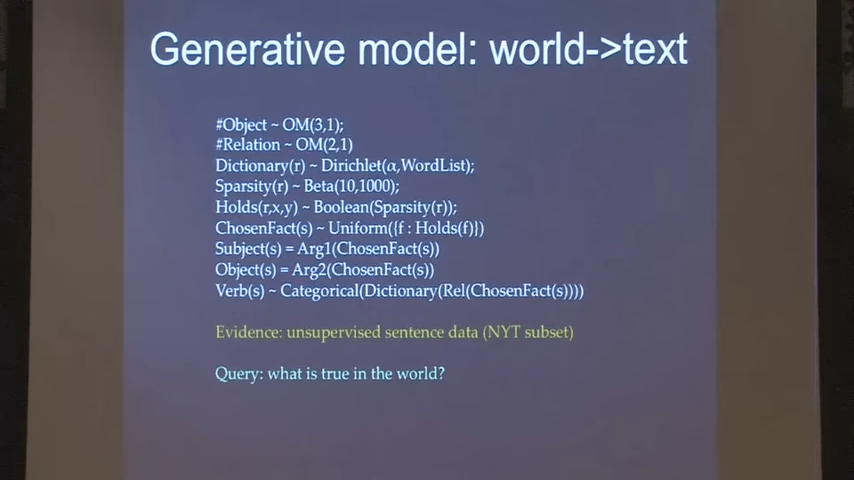 Generative model: world->text
#Object ~ OM(3,1);
#Relation ~ OM(2,1)
Dictionary(r) ~ Dirichlet(α,WordList);
Sparsity(r) ~ Beta(10,1000);
Holds(r,x,y) ~ Boolean(Sparsity(r));
ChosenFact(s) ~ Uniform({f : Holds(f)})
Subject(s) = Arg1(ChosenFact(s))
Object(s) = Arg2(ChosenFact(s))
Verb(s) ~ Categorical(Dictionary(Rel(ChosenFact(s))))
Evidence: unsupervised sentence data (NYT subset)
Query: what is true in the world?